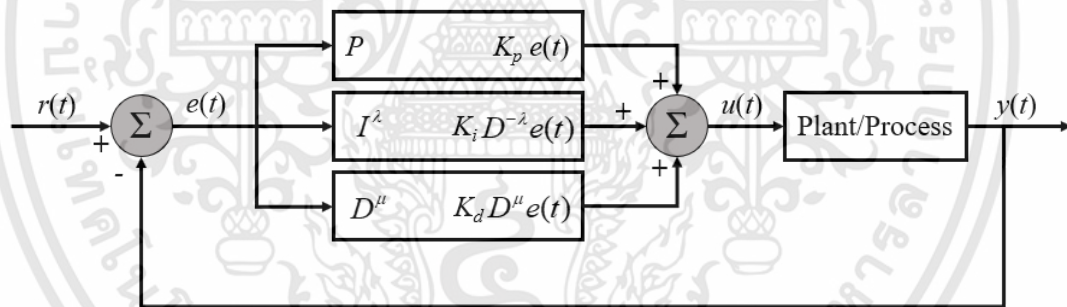 P K_p e(t)
r(t) e(t) I^λ K_i D^{-λ} e(t) Σ Σ u(t) Plant/Process y(t)
+ + + + -
D^μ K_d D^μ e(t)